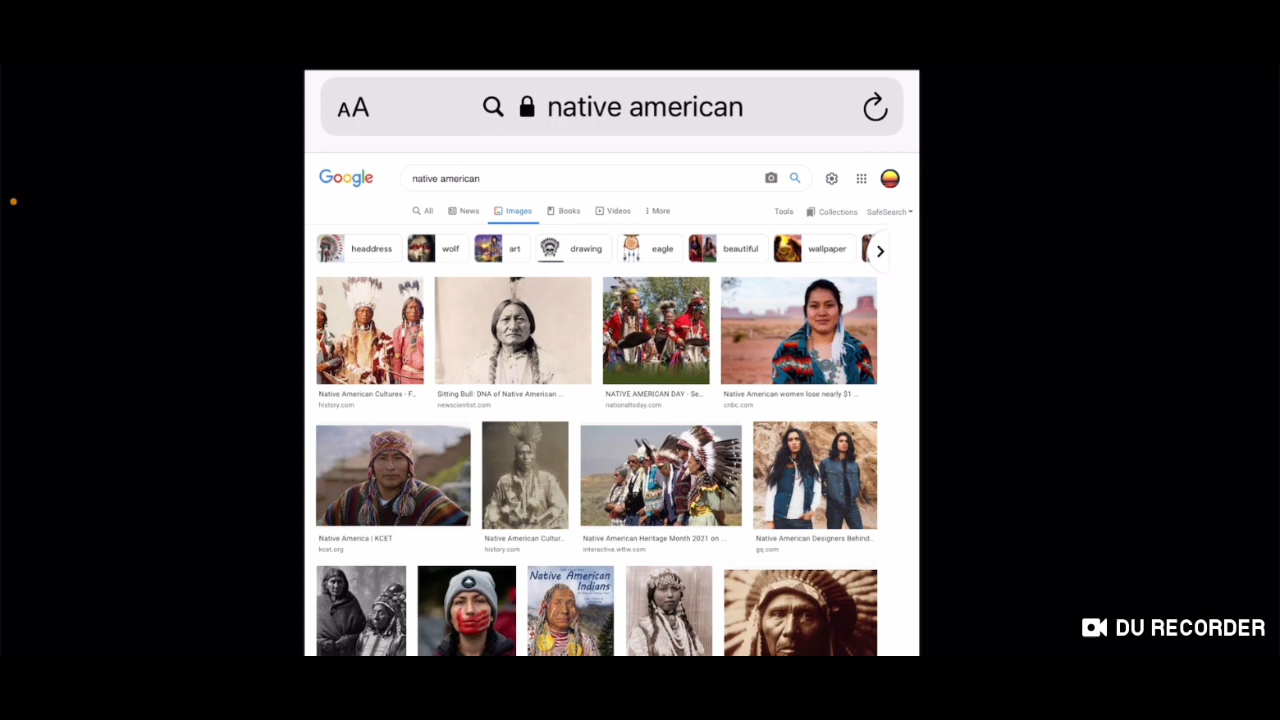 AA native american
Google native american
All News Images Books Videos More Tools Collections SafeSearch
headdress wolf art drawing eagle beautiful wallpaper
Native American Cultures - F... Sitting Bull: DNA of Native American ... NATIVE AMERICAN DAY - Se... Native American women lose nearly $1 ...
history.com newscientist.com nationaltoday.com cnbc.com
Native America | KCET Native American Cultur... Native American Heritage Month 2021 on ... Native American Designers Behind...
kcet.org history.com interactive.wttw.com gq.com
Native American
Indians
DU RECORDER